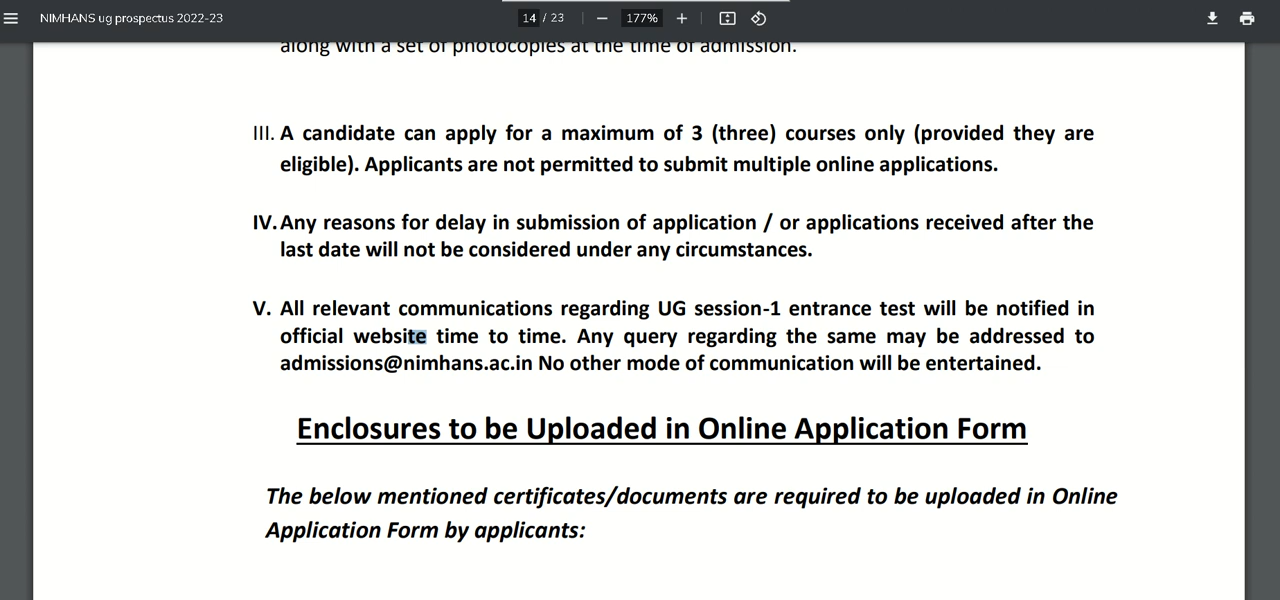 NIMHANS ug prospectus 2022-23
14 / 23
177%
along with a set of photocopies at the time of admission.
III. A candidate can apply for a maximum of 3 (three) courses only (provided they are
eligible). Applicants are not permitted to submit multiple online applications.
IV. Any reasons for delay in submission of application / or applications received after the
last date will not be considered under any circumstances.
V. All relevant communications regarding UG session-1 entrance test will be notified in
official website time to time. Any query regarding the same may be addressed to
admissions@nimhans.ac.in No other mode of communication will be entertained.
Enclosures to be Uploaded in Online Application Form
The below mentioned certificates/documents are required to be uploaded in Online
Application Form by applicants: